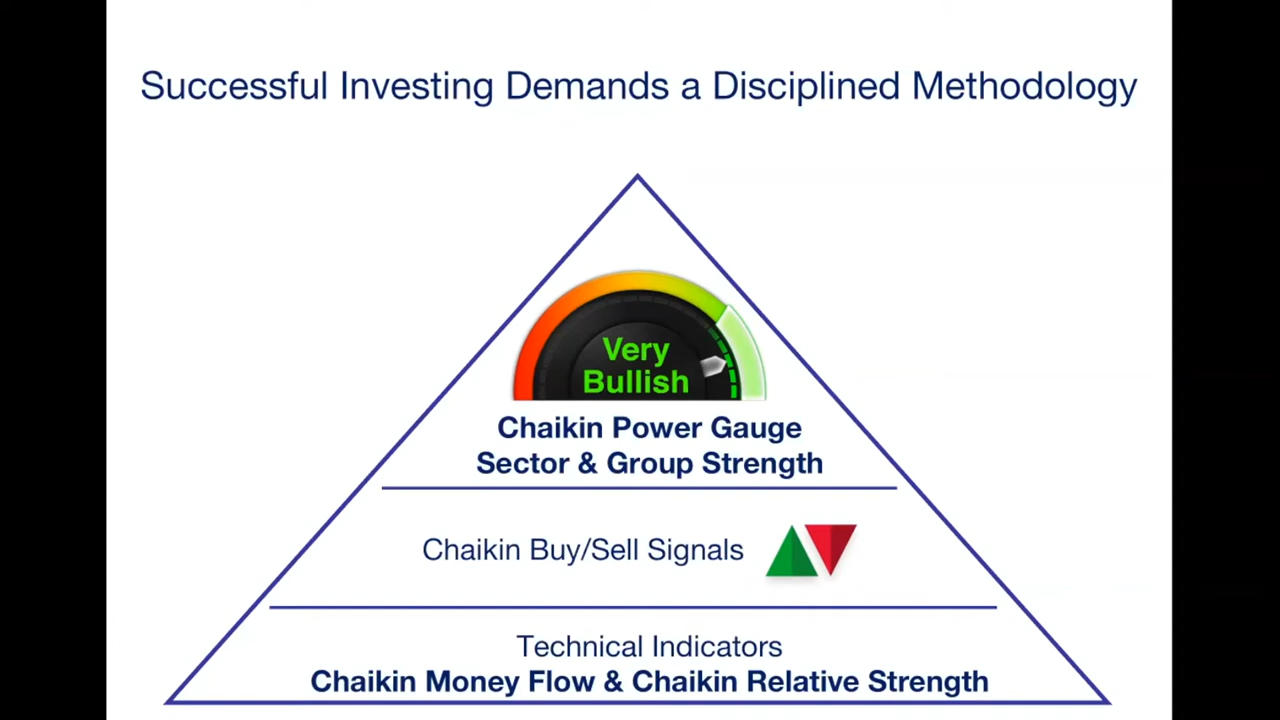 Successful Investing Demands a Disciplined Methodology
Very
Bullish
Chaikin Power Gauge
Sector & Group Strength
Chaikin Buy/Sell Signals
Technical Indicators
Chaikin Money Flow & Chaikin Relative Strength